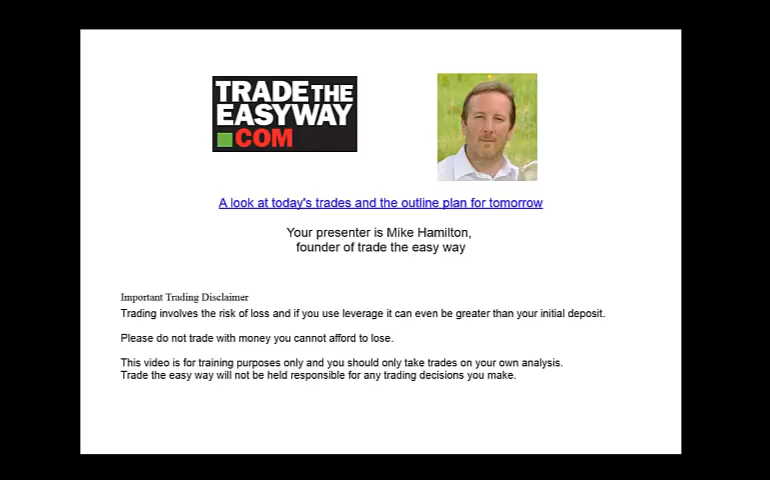 TRADE THE
EASYWAY
.COM
A look at today's trades and the outline plan for tomorrow
Your presenter is Mike Hamilton,
founder of trade the easy way
Important Trading Disclaimer
Trading involves the risk of loss and if you use leverage it can even be greater than your initial deposit.
Please do not trade with money you cannot afford to lose.
This video is for training purposes only and you should only take trades on your own analysis.
Trade the easy way will not be held responsible for any trading decisions you make.